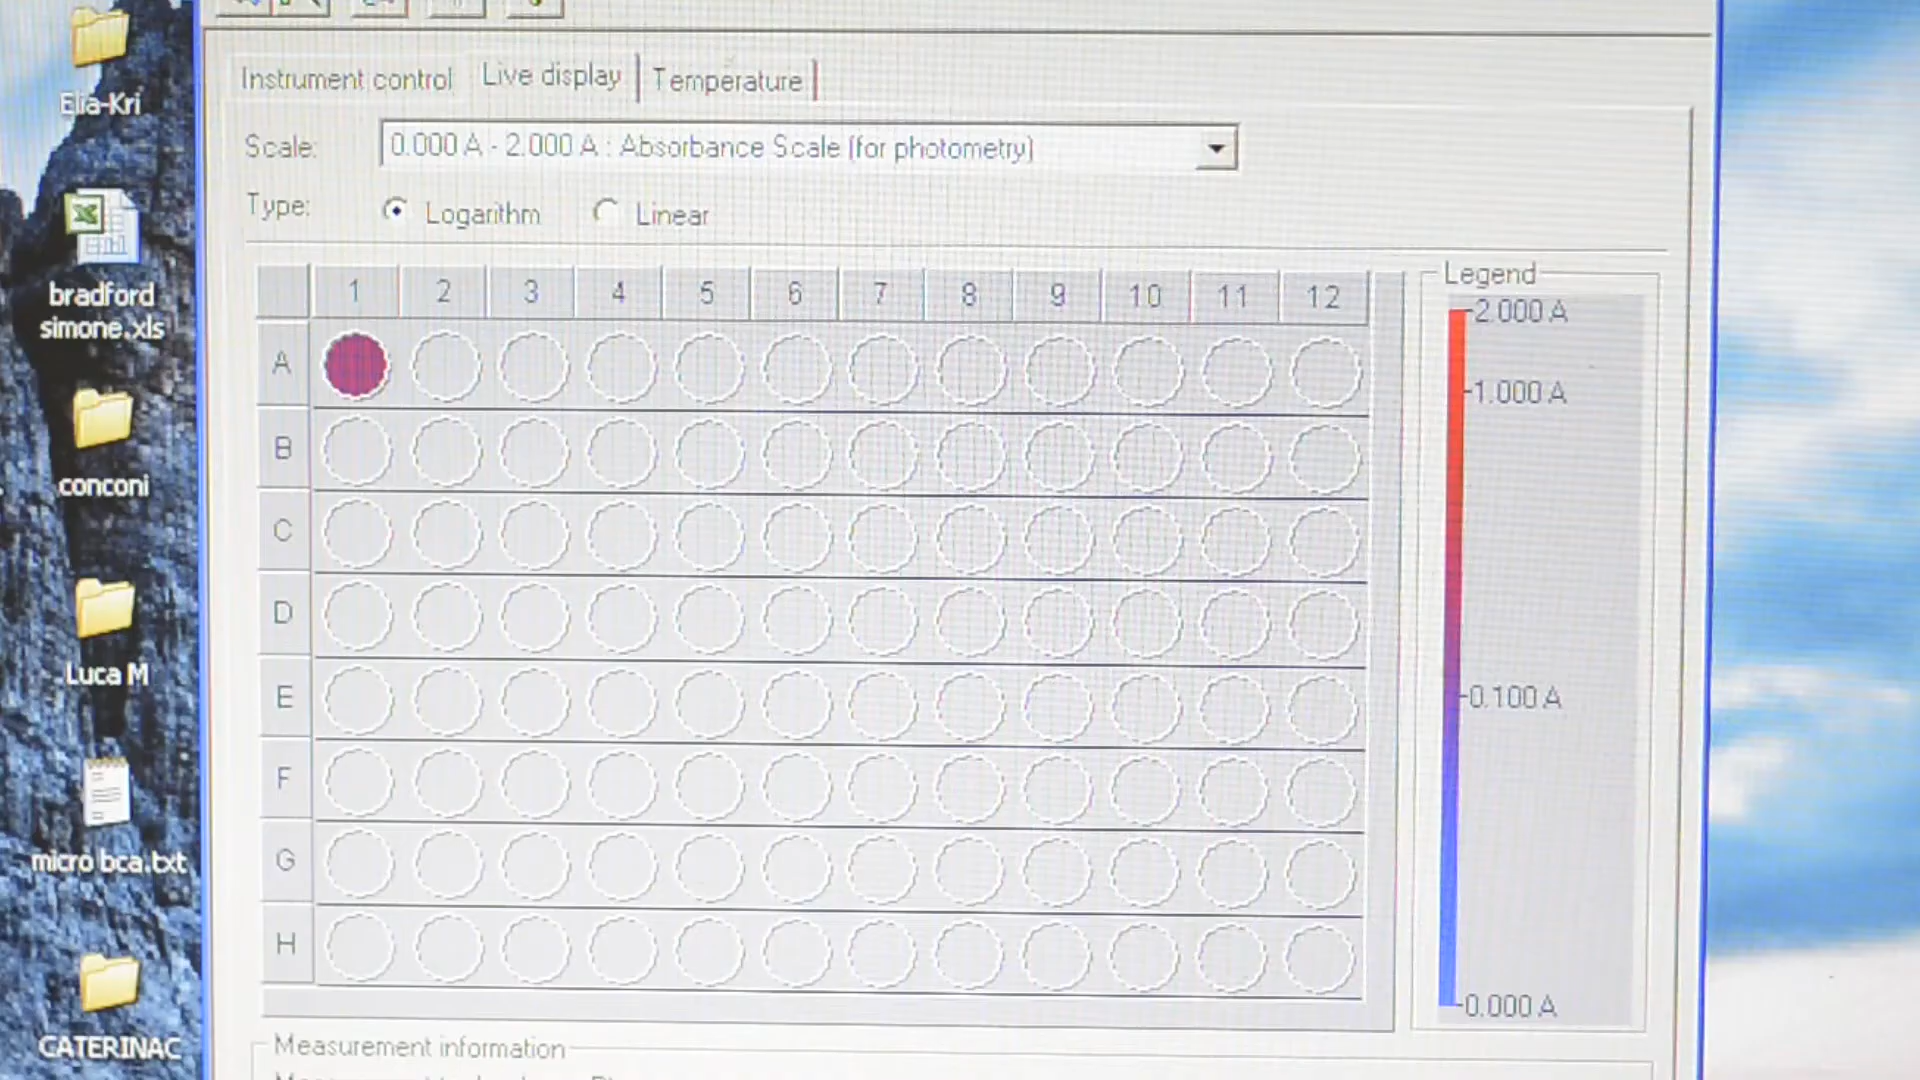 Elia-Kri
bradford
simone.xls
conconi
Luca M
micro bca.txt
CATERINAC
Instrument control
Live display
Temperature
Scale:
0.000 A - 2.000 A : Absorbance Scale (for photometry)
Type:
Logarithm
Linear
1 2 3 4 5 6 7 8 9 10 11 12
A
B
C
D
E
F
G
H
Legend
2.000 A
1.000 A
0.100 A
0.000 A
Measurement information